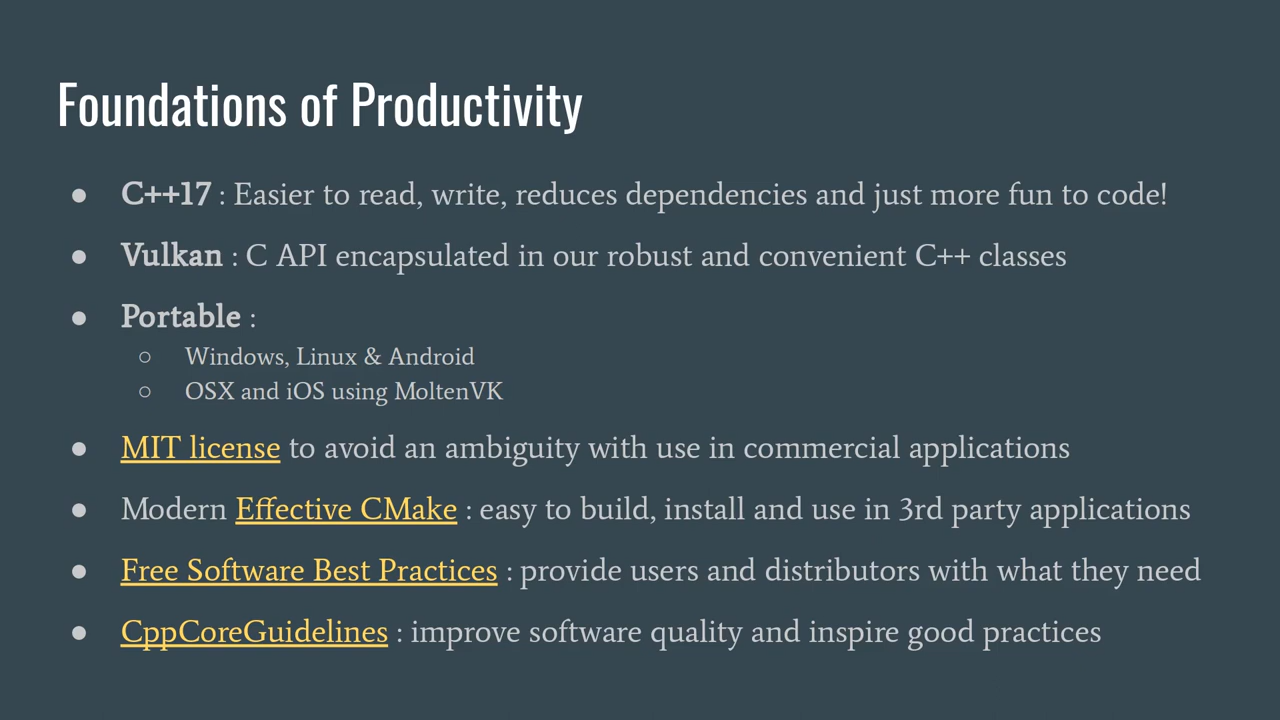 Foundations of Productivity
● C++17 : Easier to read, write, reduces dependencies and just more fun to code!
● Vulkan : C API encapsulated in our robust and convenient C++ classes
● Portable :
○ Windows, Linux & Android
○ OSX and iOS using MoltenVK
● MIT license to avoid an ambiguity with use in commercial applications
● Modern Effective CMake : easy to build, install and use in 3rd party applications
● Free Software Best Practices : provide users and distributors with what they need
● CppCoreGuidelines : improve software quality and inspire good practices